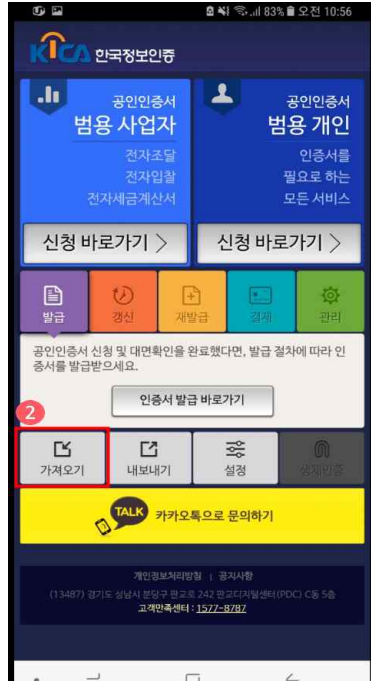 83% 오전 10:56
KICA 한국정보인증
공인인증서
범용 사업자
전자조달
전자입찰
전자세금계산서
신청 바로가기 >
공인인증서
범용 개인
인증서를
필요로 하는
모든 서비스
신청 바로가기 >
발급
갱신
재발급
결제
관리
공인인증서 신청 및 대면확인을 완료했다면, 발급 절차에 따라 인
증서를 발급받으세요.
인증서 발급 바로가기
2
가져오기
내보내기
설정
생체인증
TALK 카카오톡으로 문의하기
개인정보처리방침 | 공지사항
(13487) 경기도 성남시 분당구 판교로 242 판교디지털센터(PDC) C동 5층
고객만족센터 : 1577-8787